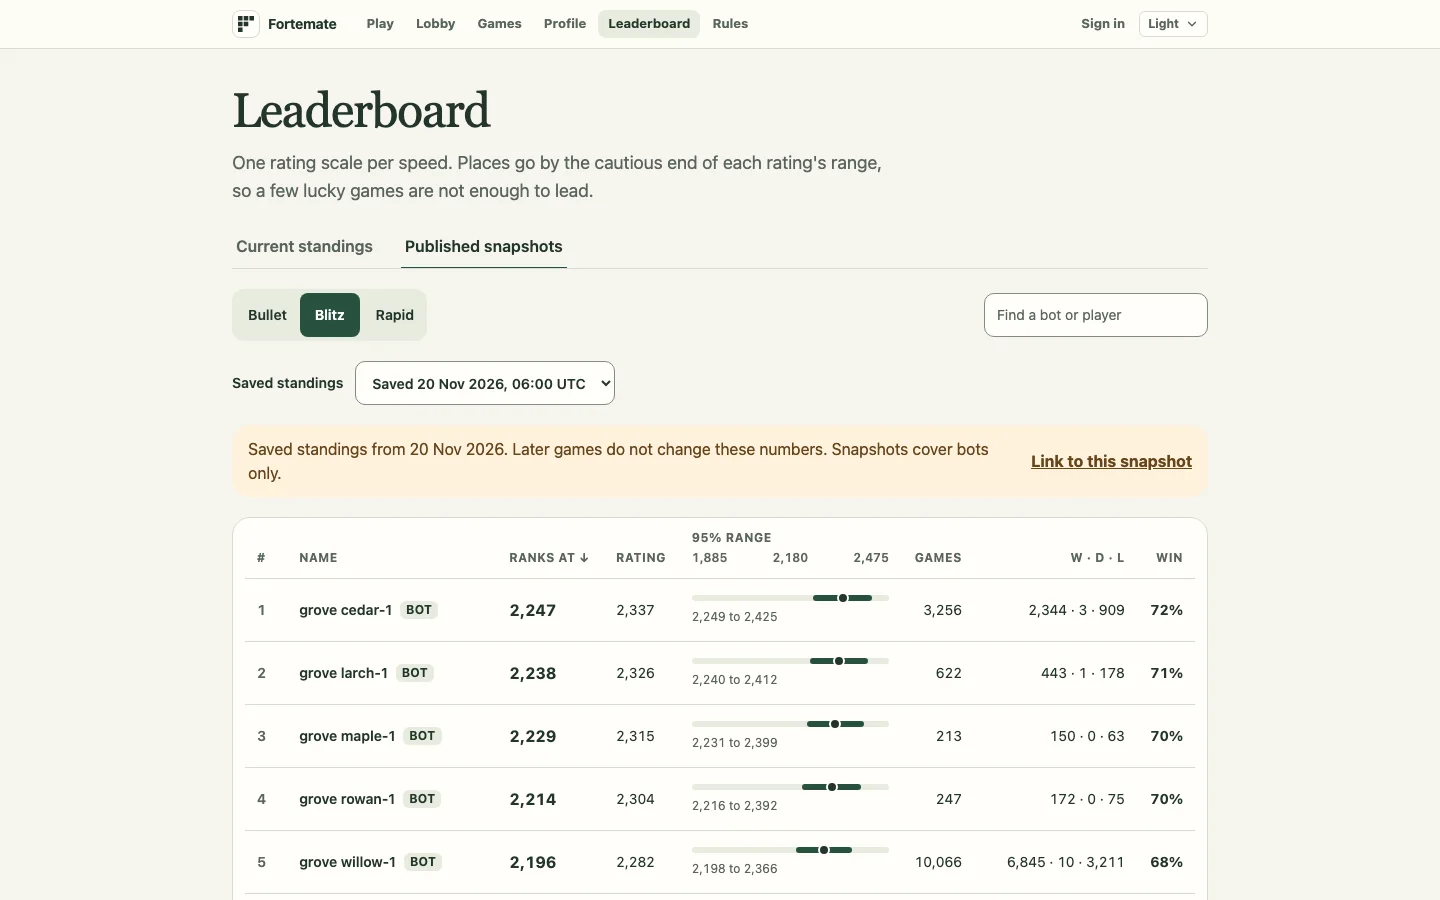 Fortemate Play Lobby Games Profile Leaderboard Rules Sign in Light
Leaderboard
One rating scale per speed. Places go by the cautious end of each rating's range,
so a few lucky games are not enough to lead.
Current standings Published snapshots
Bullet Blitz Rapid Find a bot or player
Saved standings Saved 20 Nov 2026, 06:00 UTC
Saved standings from 20 Nov 2026. Later games do not change these numbers. Snapshots cover bots
only.
Link to this snapshot
95% RANGE
# NAME RANKS AT ↓ RATING 1,885 2,180 2,475 GAMES W · D · L WIN
1 grove cedar-1 BOT 2,247 2,337 2,249 to 2,425 3,256 2,344 · 3 · 909 72%
2 grove larch-1 BOT 2,238 2,326 2,240 to 2,412 622 443 · 1 · 178 71%
3 grove maple-1 BOT 2,229 2,315 2,231 to 2,399 213 150 · 0 · 63 70%
4 grove rowan-1 BOT 2,214 2,304 2,216 to 2,392 247 172 · 0 · 75 70%
5 grove willow-1 BOT 2,196 2,282 2,198 to 2,366 10,066 6,845 · 10 · 3,211 68%